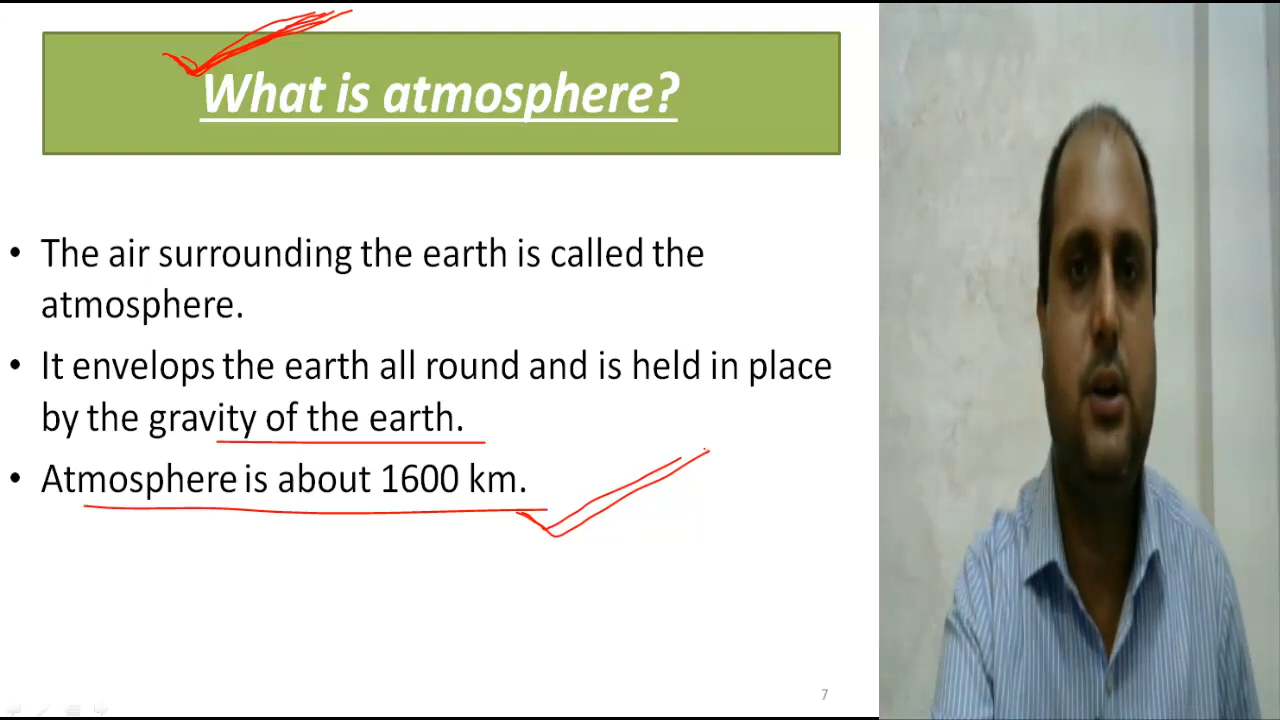 What is atmosphere?
• The air surrounding the earth is called the
atmosphere.
• It envelops the earth all round and is held in place
by the gravity of the earth.
• Atmosphere is about 1600 km.
7